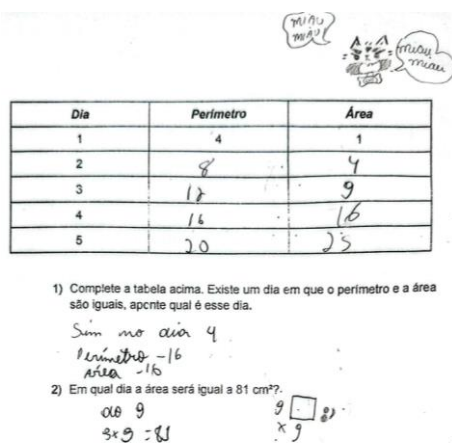 miau
miau
miau
miau
Dia Perímetro Área
1 4 1
2 8 4
3 12 9
4 16 16
5 20 25
1) Complete a tabela acima. Existe um dia em que o perímetro e a área
são iguais, aponte qual é esse dia.
Sim no dia 4
Perímetro -16
Área -16
2) Em qual dia a área será igual a 81 cm²?
9
9x9 = 81
9
x 9